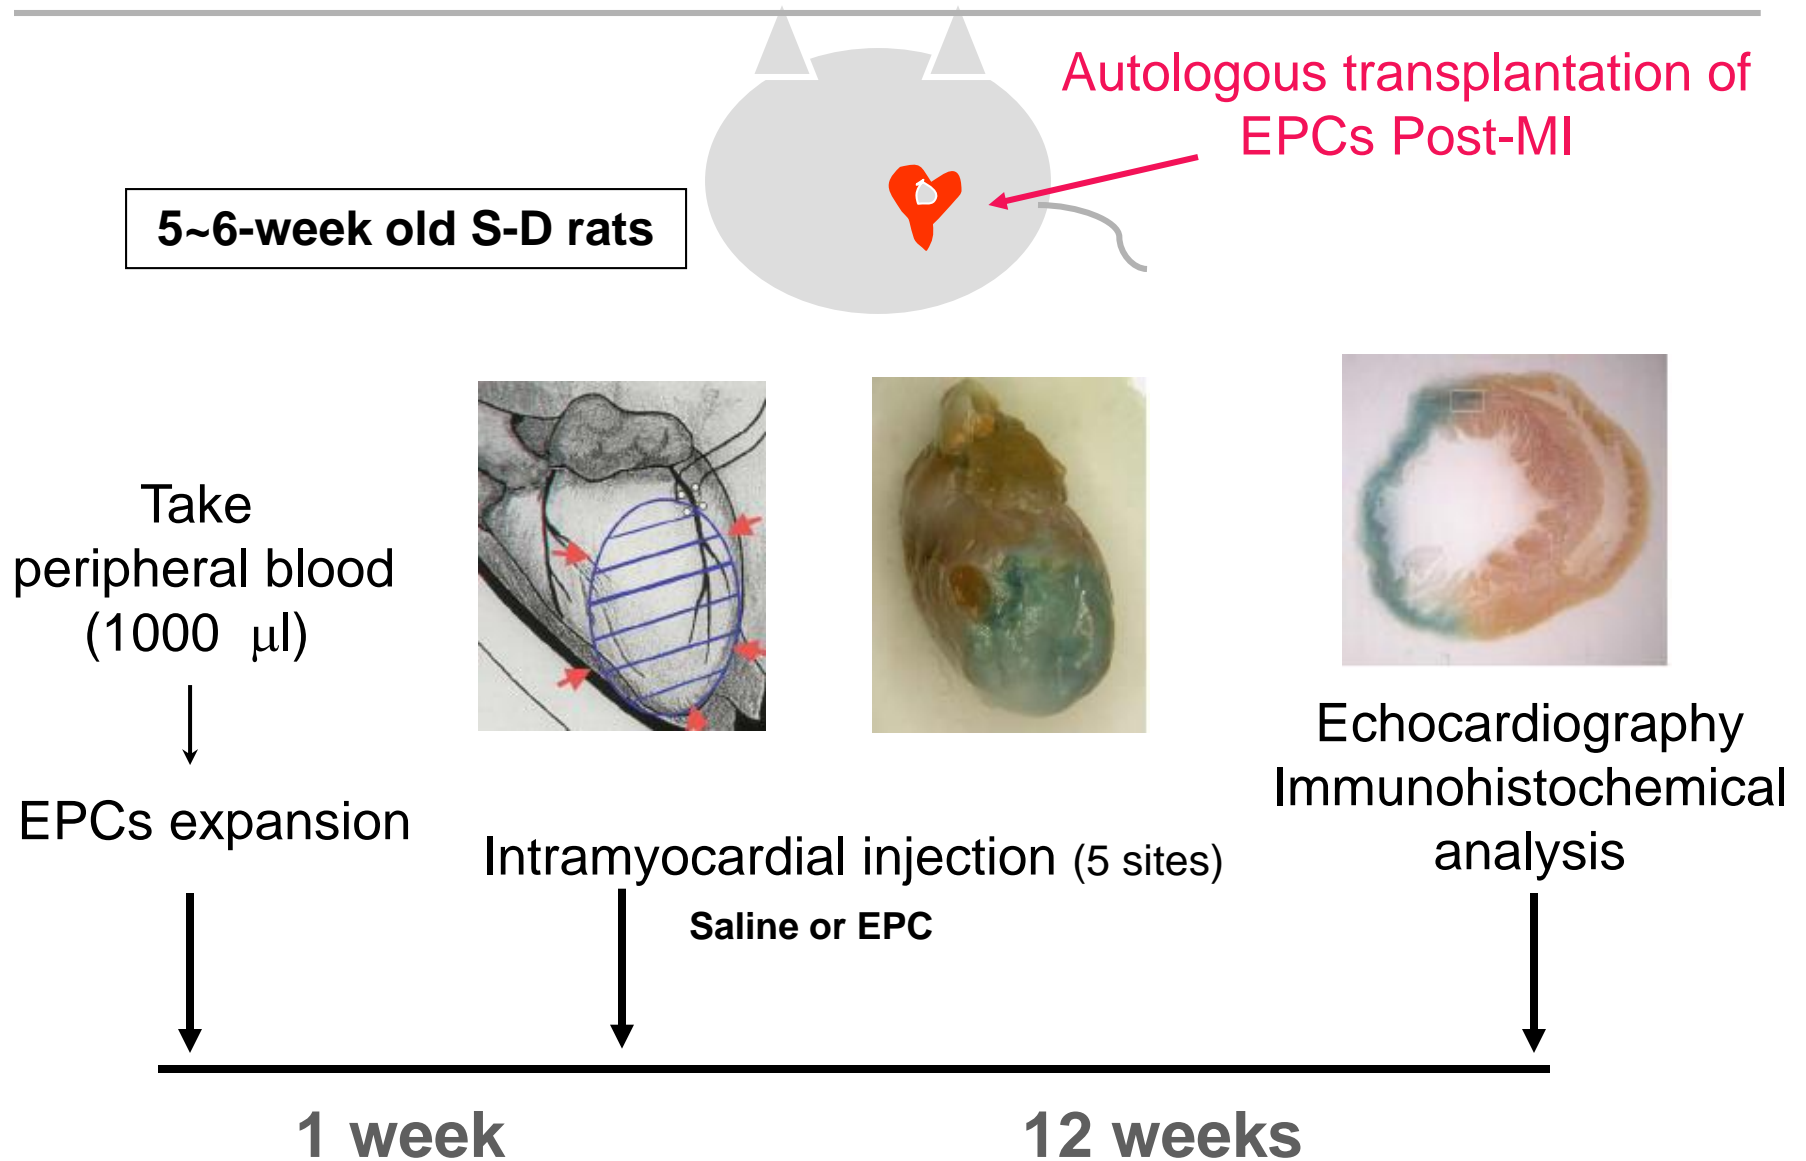 Autologous transplantation of
EPCs Post-MI
5~6-week old S-D rats
Take
peripheral blood
(1000 μl)
EPCs expansion
Intramyocardial injection (5 sites)
Saline or EPC
Echocardiography
Immunohistochemical
analysis
1 week
12 weeks